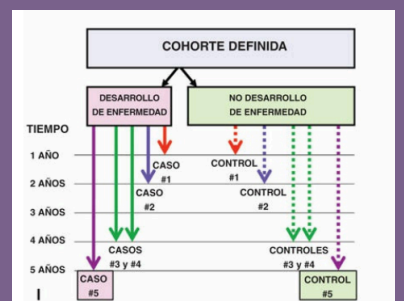 COHORTE DEFINIDA
DESARROLLO
DE ENFERMEDAD
NO DESARROLLO
DE ENFERMEDAD
TIEMPO
1 AÑO
CASO
#1
CONTROL
#1
2 AÑOS
CASO
#2
CONTROL
#2
3 AÑOS
4 AÑOS
CASOS
#3 y #4
CONTROLES
#3 y #4
5 AÑOS
CASO
#5
CONTROL
#5
I